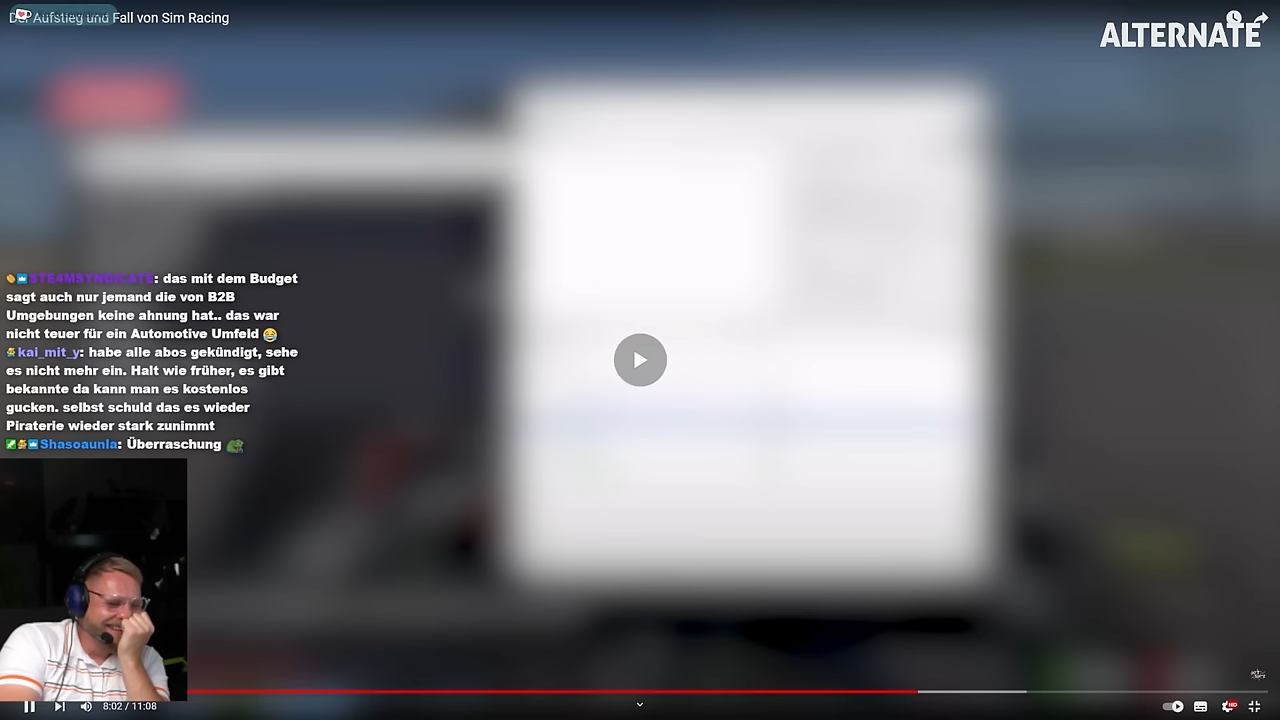 Der Aufstieg und Fall von Sim Racing
ALTERNATE
STE4MSYNDICATE: das mit dem Budget
sagt auch nur jemand die von B2B
Umgebungen keine ahnung hat.. das war
nicht teuer für ein Automotive Umfeld 😂
kai_mit_y: habe alle abos gekündigt, sehe
es nicht mehr ein. Halt wie früher, es gibt
bekannte da kann man es kostenlos
gucken. selbst schuld das es wieder
Piraterie wieder stark zunimmt
Shasoaunla: Überraschung
8:02 / 11:08
HD